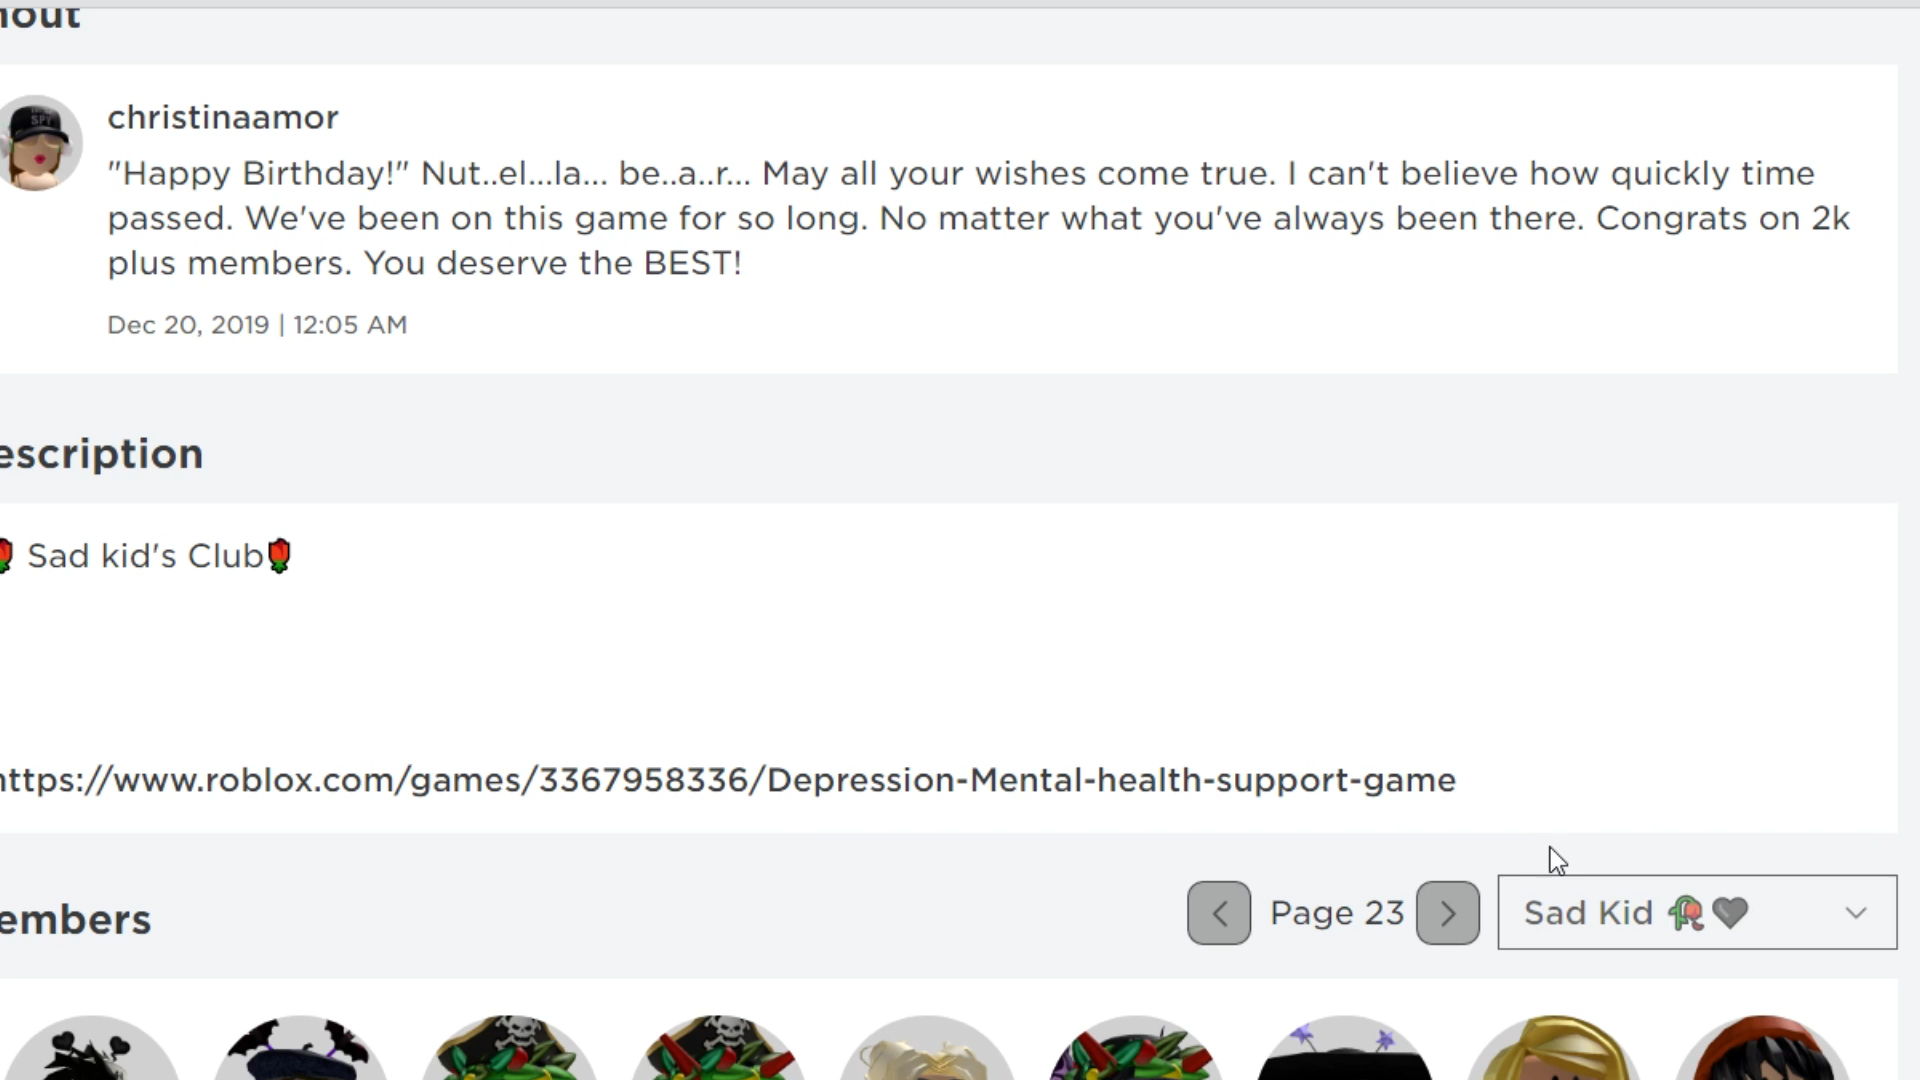 hout
christinaamor
"Happy Birthday!" Nut..el...la... be..a..r... May all your wishes come true. I can't believe how quickly time
passed. We've been on this game for so long. No matter what you've always been there. Congrats on 2k
plus members. You deserve the BEST!
Dec 20, 2019 | 12:05 AM
escription
🌹 Sad kid's Club🌹
https://www.roblox.com/games/3367958336/Depression-Mental-health-support-game
embers
Page 23
Sad Kid 🥀🖤